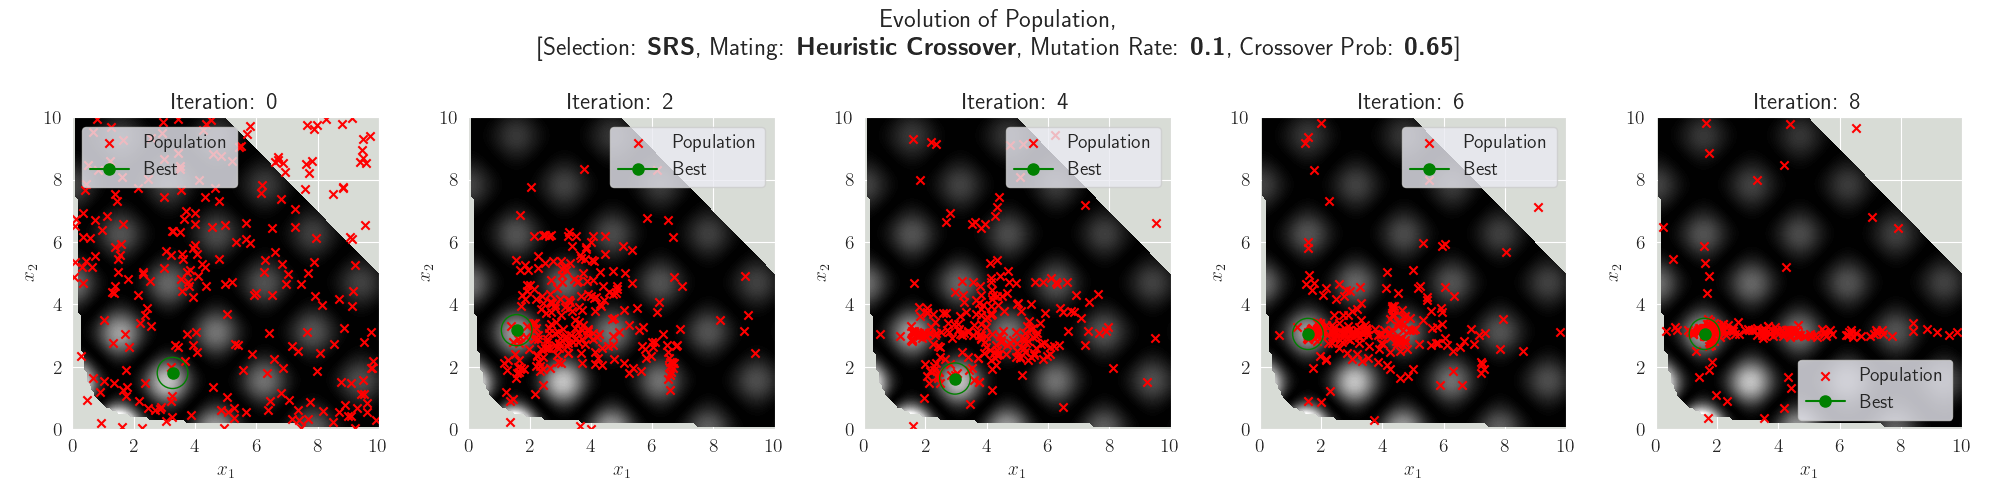 Evolution of Population,
[Selection: SRS, Mating: Heuristic Crossover, Mutation Rate: 0.1, Crossover Prob: 0.65]
Iteration: 0
10
8
6
4
2
0
x2
Population
Best
0 2 4 6 8 10
x1
Iteration: 2
10
8
6
4
2
0
x2
Population
Best
0 2 4 6 8 10
x1
Iteration: 4
10
8
6
4
2
0
x2
Population
Best
0 2 4 6 8 10
x1
Iteration: 6
10
8
6
4
2
0
x2
Population
Best
0 2 4 6 8 10
x1
Iteration: 8
10
8
6
4
2
0
x2
Population
Best
0 2 4 6 8 10
x1